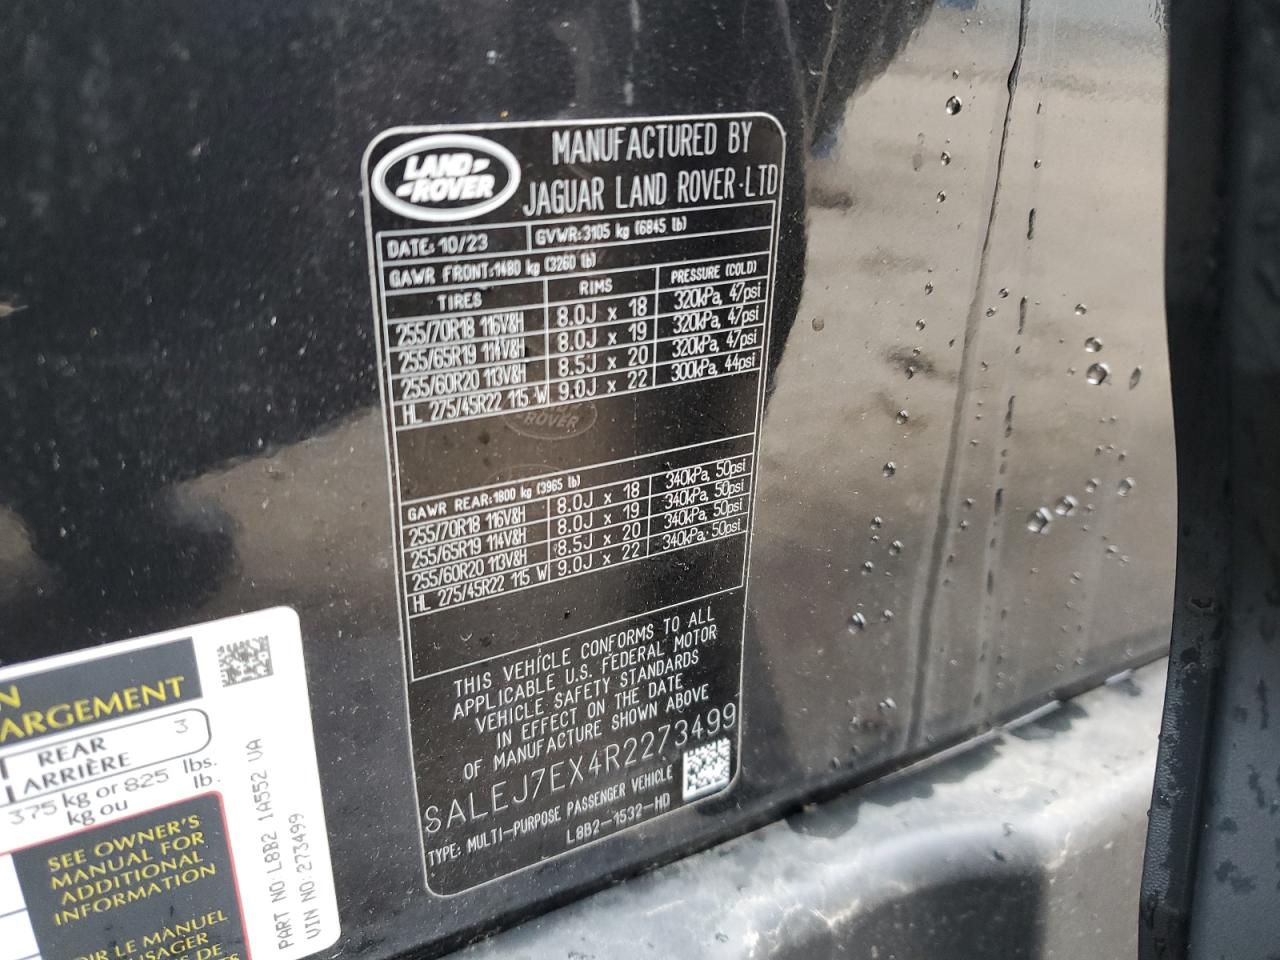 LAND ROVER
MANUFACTURED BY
JAGUAR LAND ROVER LTD
DATE: 10/23 GVWR:3105 kg (6845 lb)
GAWR FRONT:1480 kg (3260 lb)
TIRES RIMS PRESSURE (COLD)
255/70R18 116V&H 8.0J x 18 320kPa, 47psi
255/65R19 114V&H 8.0J x 19 320kPa, 47psi
255/60R20 113V&H 8.5J x 20 320kPa, 47psi
HL 275/45R22 115 W 9.0J x 22 300kPa, 44psi
ROVER
GAWR REAR:1800 kg (3965 lb)
255/70R18 116V&H 8.0J x 18 340kPa, 50psi
255/65R19 114V&H 8.0J x 19 340kPa, 50psi
255/60R20 113V&H 8.5J x 20 340kPa, 50psi
HL 275/45R22 115 W 9.0J x 22 340kPa, 50psi
THIS VEHICLE CONFORMS TO ALL
APPLICABLE U.S. FEDERAL MOTOR
VEHICLE SAFETY STANDARDS
IN EFFECT ON THE DATE
OF MANUFACTURE SHOWN ABOVE
SALEJ7EX4R2273499
TYPE: MULTI-PURPOSE PASSENGER VEHICLE
L8B2-1532-HD
N
ARGEMENT
REAR 3
ARRIÈRE
375 kg or 825 lbs.
kg ou lb.
SEE OWNER'S
MANUAL FOR
ADDITIONAL
INFORMATION
OIR LE MANUEL
USAGER
DE
PART NO: L8B2 1A552 VA
VIN NO: 273499